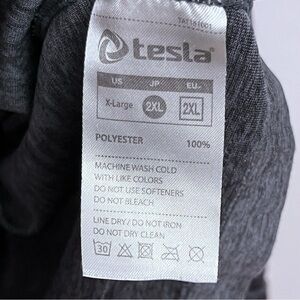 tesla
US JP EU
X-Large 2XL 2XL
POLYESTER 100%
MACHINE WASH COLD
WITH LIKE COLORS
DO NOT USE SOFTENERS
DO NOT BLEACH
LINE DRY / DO NOT IRON
DO NOT DRY CLEAN
30